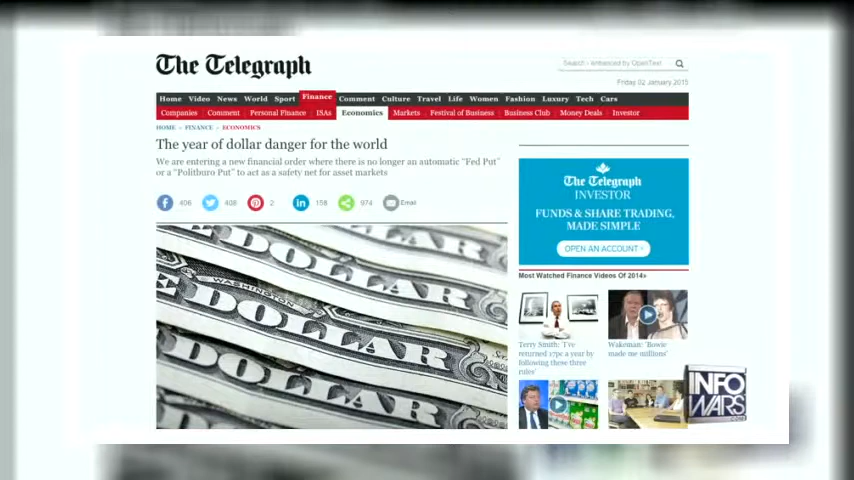 The Telegraph
Search - enhanced by OpenText
Friday 02 January 2015
Home Video News World Sport Finance Comment Culture Travel Life Women Fashion Luxury Tech Cars
Companies Comment Personal Finance ISAs Economics Markets Festival of Business Business Club Money Deals Investor
HOME » FINANCE » ECONOMICS
The year of dollar danger for the world
We are entering a new financial order where there is no longer an automatic "Fed Put"
or a "Politburo Put" to act as a safety net for asset markets
406 408 2 158 974 Email
DOLLAR
WASHINGTON
DOLLAR
DOLLAR
DOLLAR
The Telegraph
INVESTOR
FUNDS & SHARE TRADING,
MADE SIMPLE
OPEN AN ACCOUNT >
Most Watched Finance Videos Of 2014»
Terry Smith: 'I've
returned 17pc a year by
following these three
rules'
Wakeman: 'Bowie
made me millions'
INFO
WARS
.com